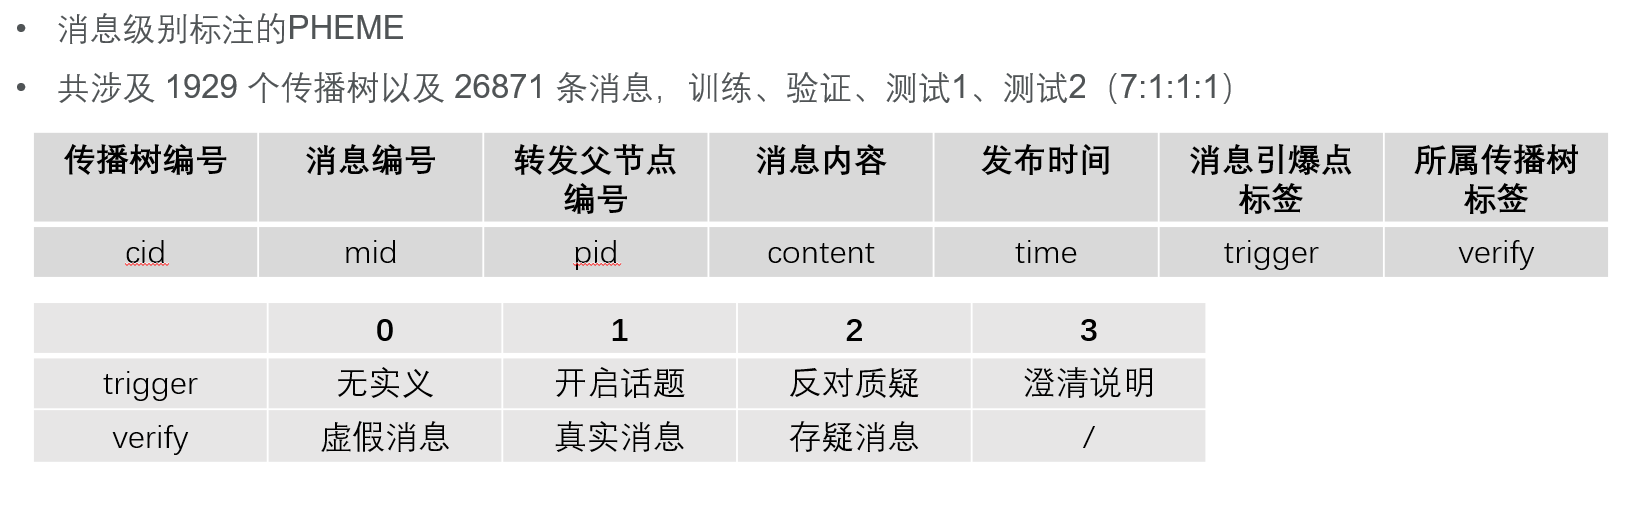 • 消息级别标注的PHEME
• 共涉及 1929 个传播树以及 26871 条消息，训练、验证、测试1、测试2（7:1:1:1）
传播树编号 消息编号 转发父节点编号 消息内容 发布时间 消息引爆点标签 所属传播树标签
cid mid pid content time trigger verify
0 1 2 3
trigger 无实义 开启话题 反对质疑 澄清说明
verify 虚假消息 真实消息 存疑消息 /